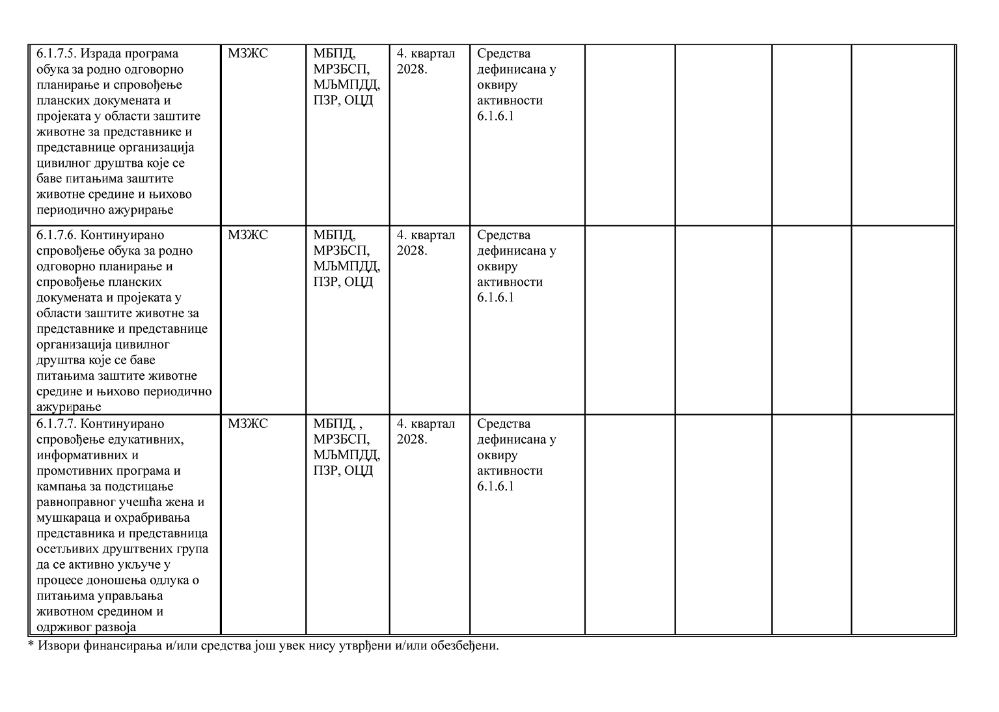 6.1.7.5. Израда програма
обука за родно одговорно
планирање и спровођење
планских докумената и
пројеката у области заштите
животне за представнике и
представнице организација
цивилног друштва које се
баве питањима заштите
животне средине и њихово
периодично ажурирање
МЗЖС
МБПД,
МРЗБСП,
МЉМПДД,
ПЗР, ОЦД
4. квартал
2028.
Средства
дефинисана у
оквиру
активности
6.1.6.1
6.1.7.6. Континуирано
спровођење обука за родно
одговорно планирање и
спровођење планских
докумената и пројеката у
области заштите животне за
представнике и представнице
организација цивилног
друштва које се баве
питањима заштите животне
средине и њихово периодично
ажурирање
МЗЖС
МБПД,
МРЗБСП,
МЉМПДД,
ПЗР, ОЦД
4. квартал
2028.
Средства
дефинисана у
оквиру
активности
6.1.6.1
6.1.7.7. Континуирано
спровођење едукативних,
информативних и
промотивних програма и
кампања за подстицање
равноправног учешћа жена и
мушкараца и охрабривања
представника и представница
осетљивих друштвених група
да се активно укључе у
процесе доношења одлука о
питањима управљања
животном средином и
одрживог развоја
МЗЖС
МБПД, ,
МРЗБСП,
МЉМПДД,
ПЗР, ОЦД
4. квартал
2028.
Средства
дефинисана у
оквиру
активности
6.1.6.1
* Извори финансирања и/или средства још увек нису утврђени и/или обезбеђени.